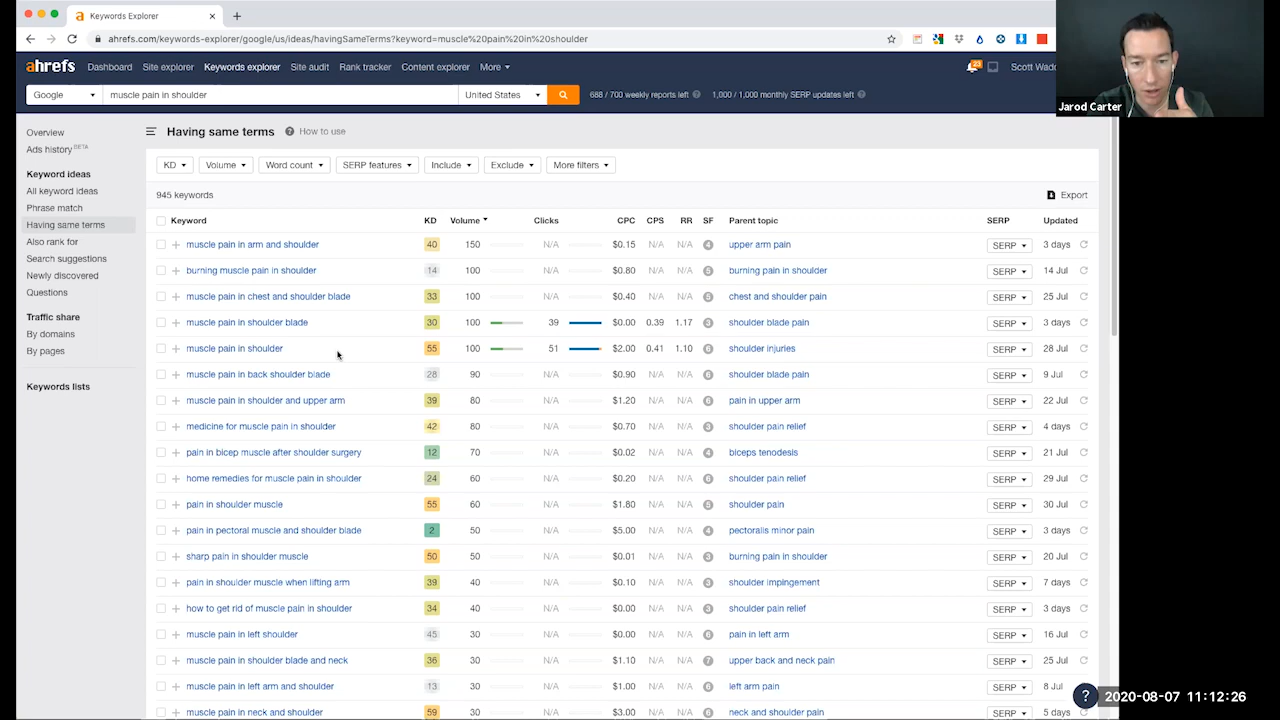 Keywords Explorer
ahrefs.com/keywords-explorer/google/us/ideas/havingSameTerms?keyword=muscle%20pain%20in%20shoulder
ahrefs Dashboard Site explorer Keywords explorer Site audit Rank tracker Content explorer More 23 Scott Wado
Jarod Carter
Google muscle pain in shoulder United States 688 / 700 weekly reports left 1,000 / 1,000 monthly SERP updates left
Overview
Ads history BETA
Keyword ideas
All keyword ideas
Phrase match
Having same terms
Also rank for
Search suggestions
Newly discovered
Questions
Traffic share
By domains
By pages
Keywords lists
Having same terms ? How to use
KD Volume Word count SERP features Include Exclude More filters
945 keywords Export
Keyword KD Volume Clicks CPC CPS RR SF Parent topic SERP Updated
muscle pain in arm and shoulder 40 150 N/A $0.15 N/A N/A 4 upper arm pain SERP 3 days
burning muscle pain in shoulder 14 100 N/A $0.80 N/A N/A 5 burning pain in shoulder SERP 14 Jul
muscle pain in chest and shoulder blade 33 100 N/A $0.40 N/A N/A 5 chest and shoulder pain SERP 25 Jul
muscle pain in shoulder blade 30 100 39 $0.00 0.39 1.17 3 shoulder blade pain SERP 3 days
muscle pain in shoulder 55 100 51 $2.00 0.41 1.10 6 shoulder injuries SERP 28 Jul
muscle pain in back shoulder blade 28 90 N/A $0.90 N/A N/A 6 shoulder blade pain SERP 9 Jul
muscle pain in shoulder and upper arm 39 80 N/A $1.20 N/A N/A 6 pain in upper arm SERP 22 Jul
medicine for muscle pain in shoulder 42 80 N/A $0.70 N/A N/A 3 shoulder pain relief SERP 4 days
pain in bicep muscle after shoulder surgery 12 70 N/A $0.02 N/A N/A 4 biceps tenodesis SERP 21 Jul
home remedies for muscle pain in shoulder 24 60 N/A $0.20 N/A N/A 6 shoulder pain relief SERP 29 Jul
pain in shoulder muscle 55 60 N/A $1.80 N/A N/A 6 shoulder pain SERP 30 Jul
pain in pectoral muscle and shoulder blade 2 50 N/A $5.00 N/A N/A 4 pectoralis minor pain SERP 3 days
sharp pain in shoulder muscle 50 50 N/A $0.01 N/A N/A 3 burning pain in shoulder SERP 20 Jul
pain in shoulder muscle when lifting arm 39 40 N/A $0.10 N/A N/A 3 shoulder impingement SERP 7 days
how to get rid of muscle pain in shoulder 34 40 N/A $0.00 N/A N/A 3 shoulder pain relief SERP 3 days
muscle pain in left shoulder 45 30 N/A $0.00 N/A N/A 6 pain in left arm SERP 16 Jul
muscle pain in shoulder blade and neck 36 30 N/A $1.10 N/A N/A 7 upper back and neck pain SERP 25 Jul
muscle pain in left arm and shoulder 13 30 N/A $1.00 N/A N/A 6 left arm pain SERP 8 Jul
muscle pain in neck and shoulder 59 30 N/A $3.00 N/A N/A 6 neck and shoulder pain SERP 5 days
? 2020-08-07 11:12:26